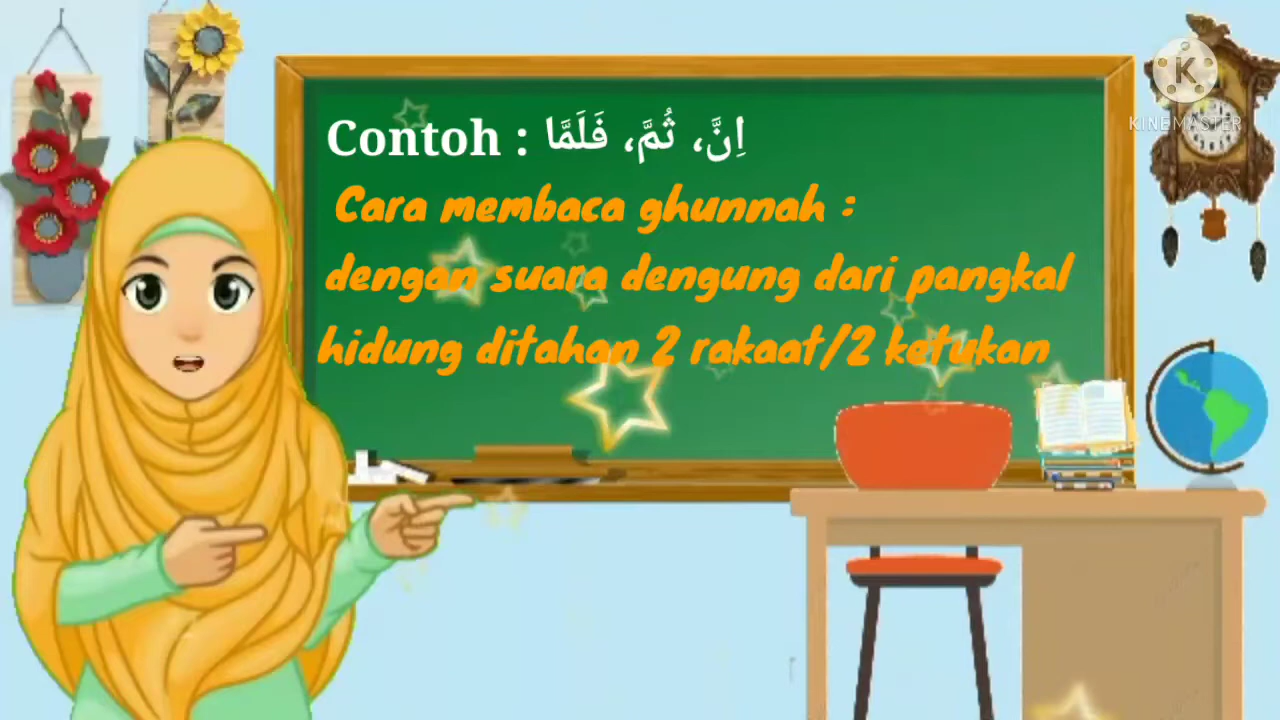 Contoh : اِنَّ، ثُمَّ، فَلَمَّا
Cara membaca ghunnah :
dengan suara dengung dari pangkal
hidung ditahan 2 rakaat/2 ketukan
K
KINEMASTER